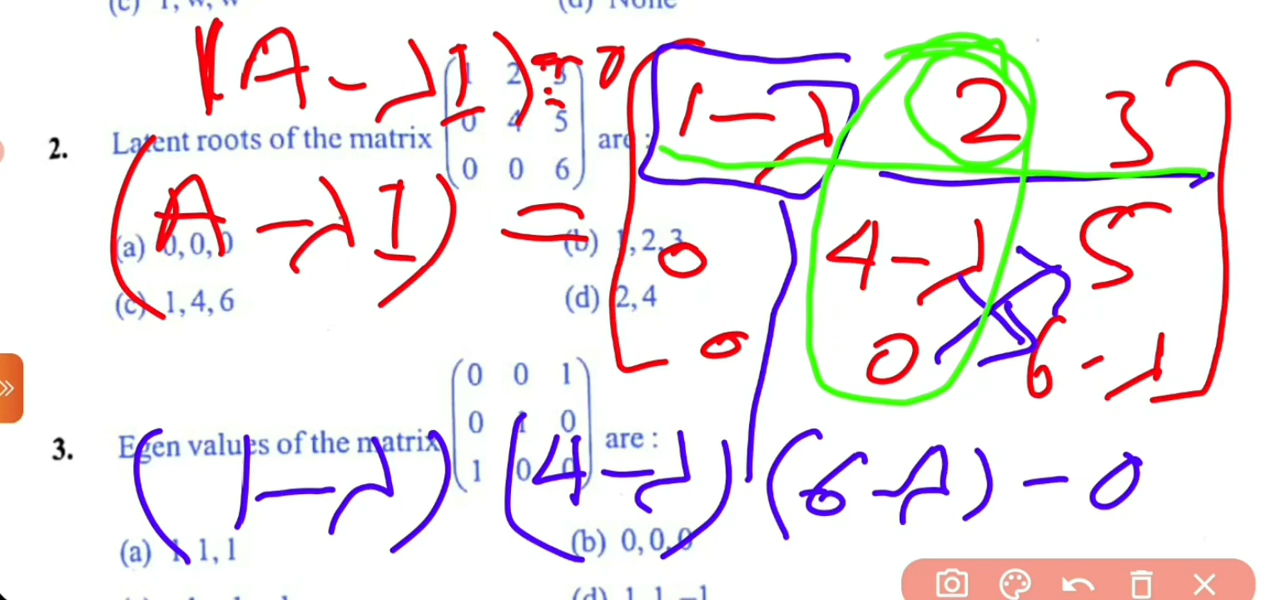 (A - λI) = 0
2. Latent roots of the matrix
1 2 3
0 4 5
0 0 6
are :
(a) 0, 0, 0 (b) 1, 2, 3
(c) 1, 4, 6 (d) 2, 4
(A - λI) =
1-λ 2 3
0 4-λ 5
0 0 6-λ
3. Egen values of the matrix
0 0 1
0 1 0
1 0 0
are :
(1-λ) (4-λ) (6-λ) - 0
(a) 1, 1, 1 (b) 0, 0, 0
(d) 1, 1, -1